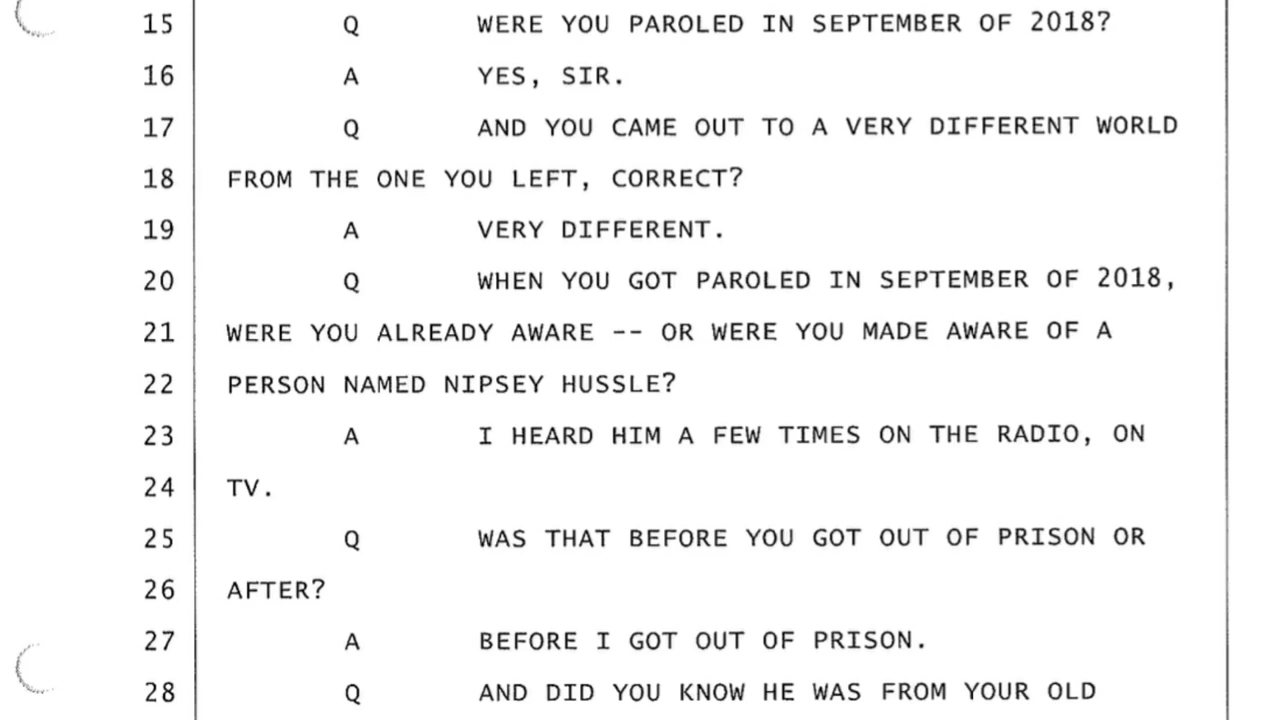 15 Q WERE YOU PAROLED IN SEPTEMBER OF 2018?
16 A YES, SIR.
17 Q AND YOU CAME OUT TO A VERY DIFFERENT WORLD
18 FROM THE ONE YOU LEFT, CORRECT?
19 A VERY DIFFERENT.
20 Q WHEN YOU GOT PAROLED IN SEPTEMBER OF 2018,
21 WERE YOU ALREADY AWARE -- OR WERE YOU MADE AWARE OF A
22 PERSON NAMED NIPSEY HUSSLE?
23 A I HEARD HIM A FEW TIMES ON THE RADIO, ON
24 TV.
25 Q WAS THAT BEFORE YOU GOT OUT OF PRISON OR
26 AFTER?
27 A BEFORE I GOT OUT OF PRISON.
28 Q AND DID YOU KNOW HE WAS FROM YOUR OLD